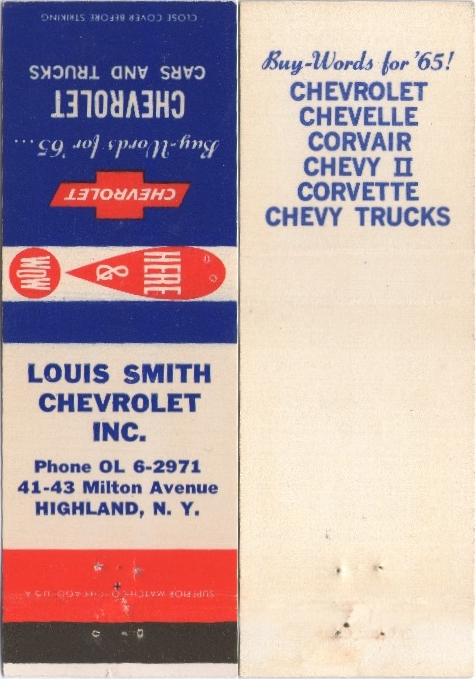 CLOSE COVER BEFORE STRIKING
Buy-Words for '65...
CHEVROLET
CARS AND TRUCKS
CHEVROLET
HERE
&
WOW
LOUIS SMITH
CHEVROLET
INC.
Phone OL 6-2971
41-43 Milton Avenue
HIGHLAND, N. Y.
SUPERIOR MATCH CO. CHICAGO U S A
Buy-Words for '65!
CHEVROLET
CHEVELLE
CORVAIR
CHEVY II
CORVETTE
CHEVY TRUCKS